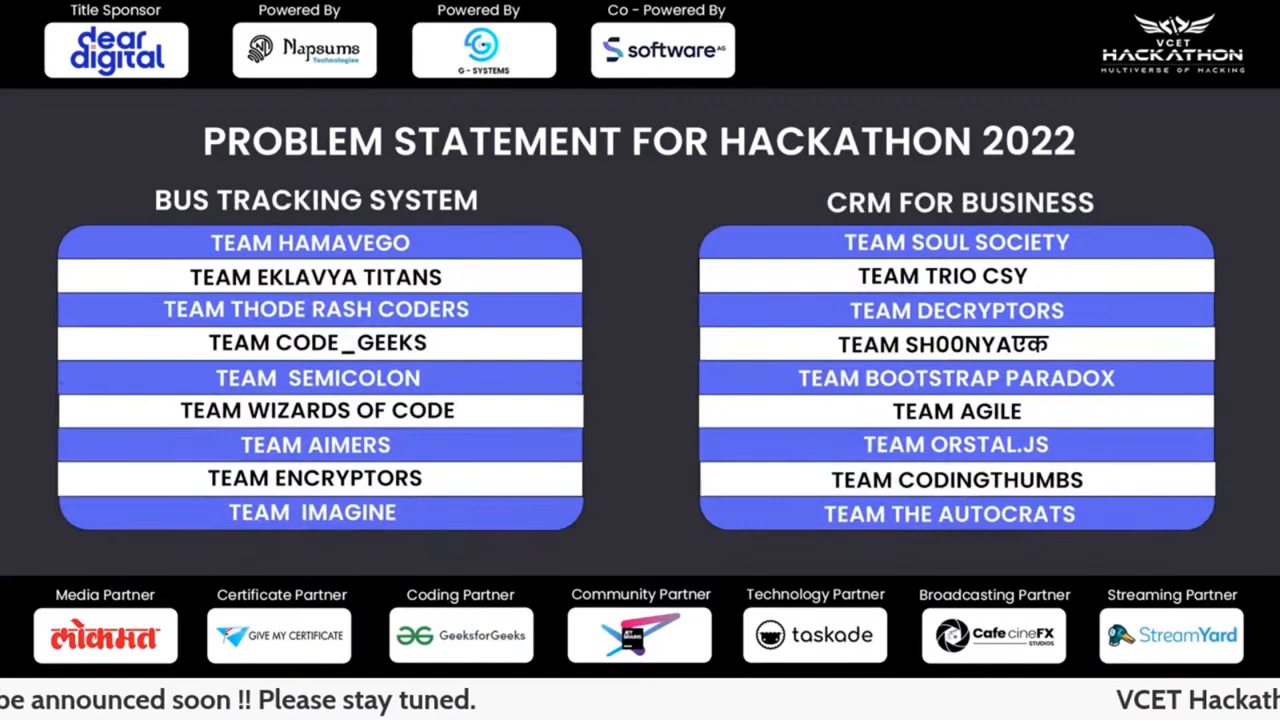 Title Sponsor
dear digital
Powered By
Napsums
Technologies
Powered By
G - SYSTEMS
Co - Powered By
software AG
VCET
HACKATHON
MULTIVERSE OF HACKING
PROBLEM STATEMENT FOR HACKATHON 2022
BUS TRACKING SYSTEM
TEAM HAMAVEGO
TEAM EKLAVYA TITANS
TEAM THODE RASH CODERS
TEAM CODE_GEEKS
TEAM SEMICOLON
TEAM WIZARDS OF CODE
TEAM AIMERS
TEAM ENCRYPTORS
TEAM IMAGINE
CRM FOR BUSINESS
TEAM SOUL SOCIETY
TEAM TRIO CSY
TEAM DECRYPTORS
TEAM SH00NYAएक
TEAM BOOTSTRAP PARADOX
TEAM AGILE
TEAM ORSTAL.JS
TEAM CODINGTHUMBS
TEAM THE AUTOCRATS
Media Partner
लोकमत
Certificate Partner
GIVE MY CERTIFICATE
Coding Partner
GeeksforGeeks
Community Partner
JET BRAINS
Technology Partner
taskade
Broadcasting Partner
Cafe cineFX
STUDIOS
Streaming Partner
StreamYard
be announced soon !! Please stay tuned.
VCET Hackath